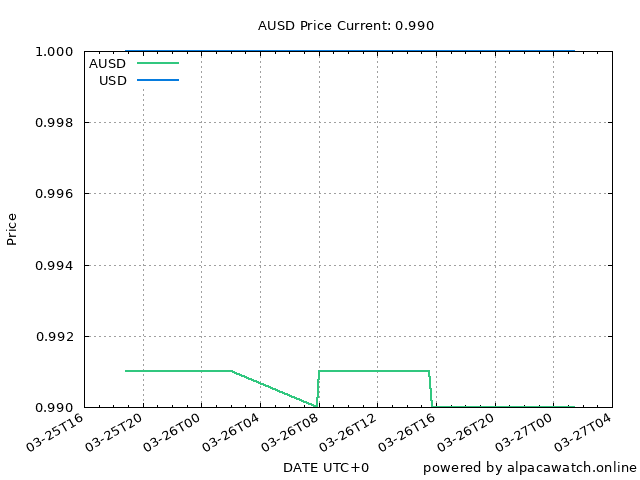 AUSD Price Current: 0.990
1.000
AUSD
USD
0.998
0.996
Price
0.994
0.992
0.990
03-25T16
03-25T20
03-26T00
03-26T04
03-26T08
03-26T12
03-26T16
03-26T20
03-27T00
03-27T04
DATE UTC+0
powered by alpacawatch.online